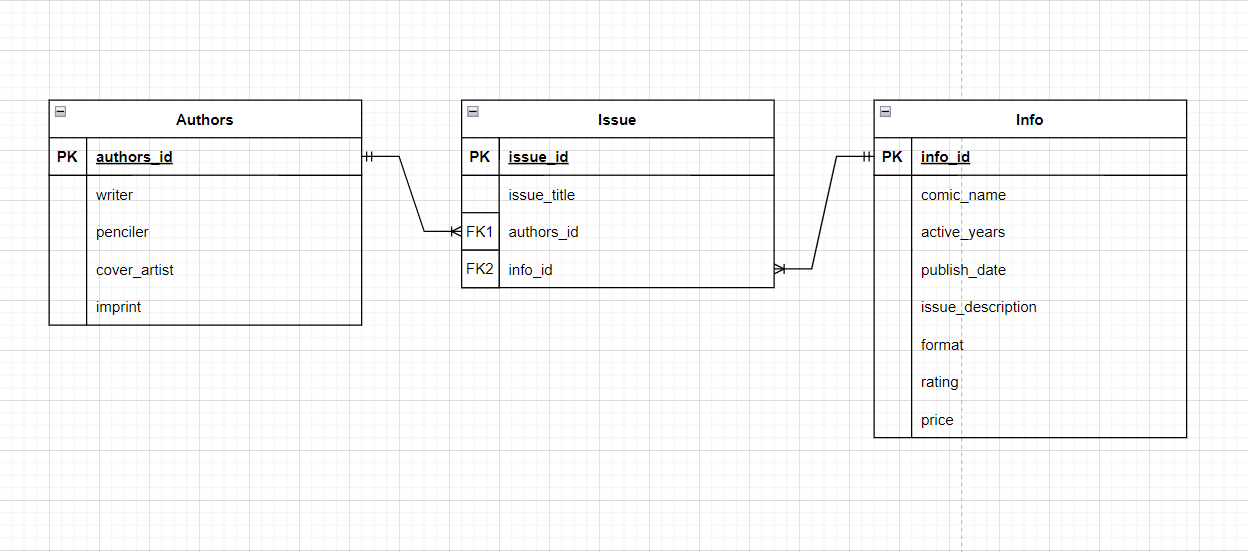 Authors
PK authors_id
writer
penciler
cover_artist
imprint
Issue
PK issue_id
issue_title
FK1 authors_id
FK2 info_id
Info
PK info_id
comic_name
active_years
publish_date
issue_description
format
rating
price